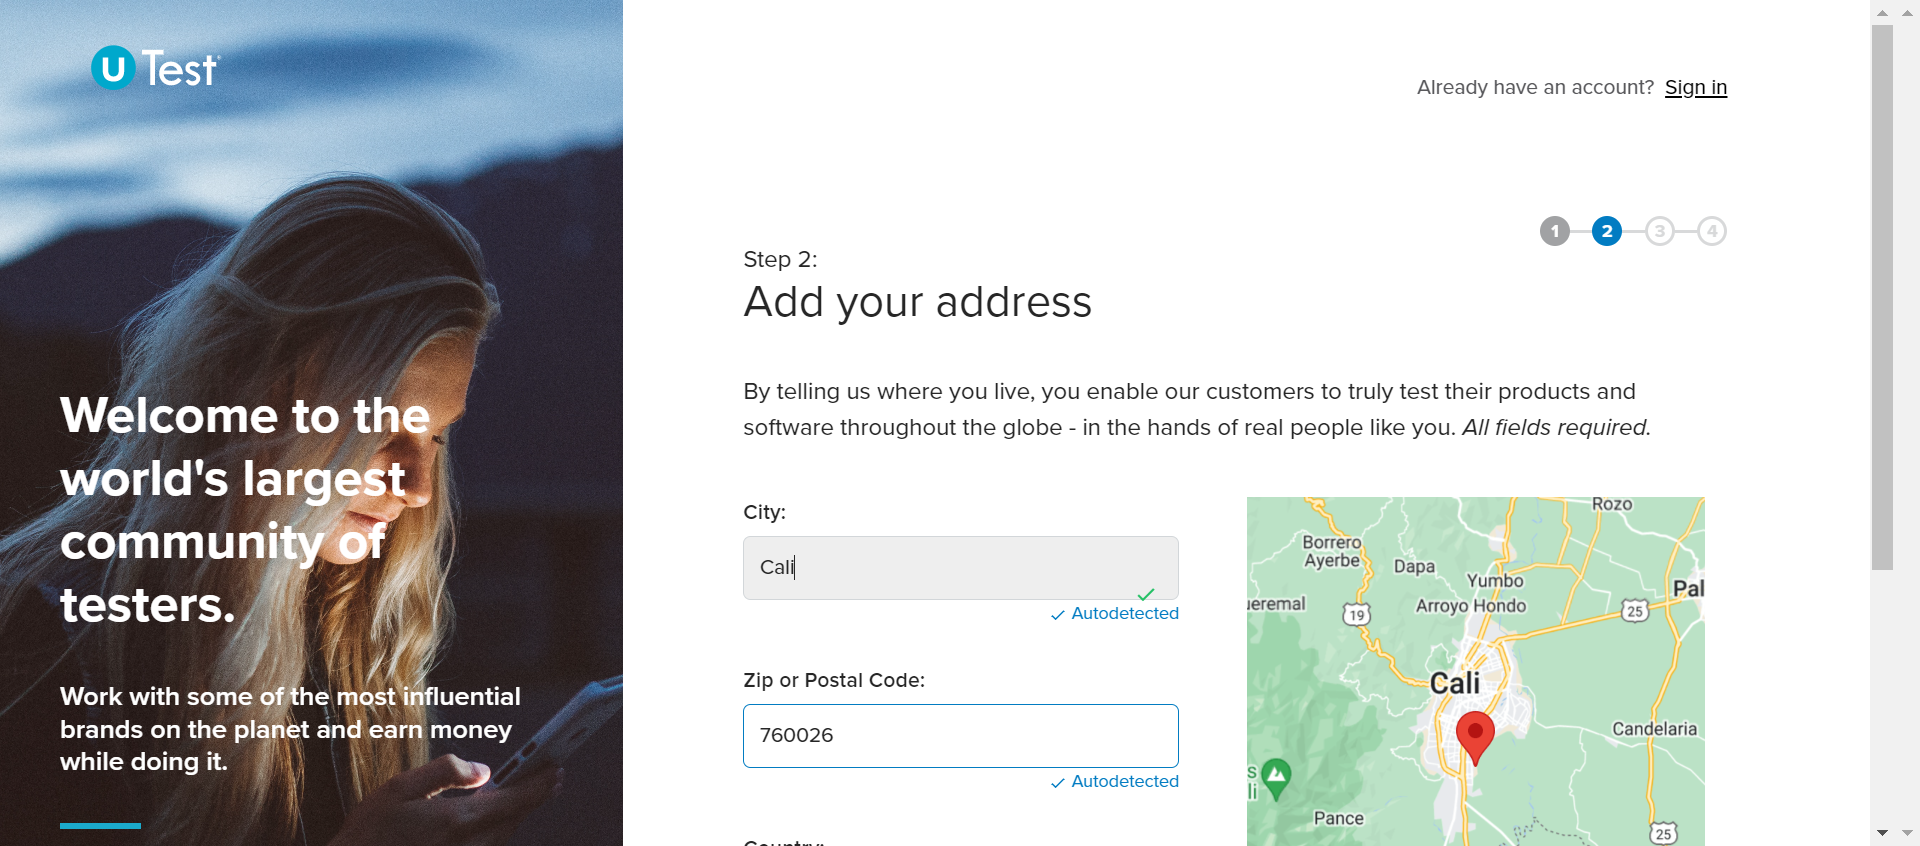 uTest
Already have an account? Sign in
1 2 3 4
Step 2:
Add your address
By telling us where you live, you enable our customers to truly test their products and
software throughout the globe - in the hands of real people like you. All fields required.
Welcome to the
world's largest
community of
testers.
Work with some of the most influential
brands on the planet and earn money
while doing it.
City:
Cali
Autodetected
Zip or Postal Code:
760026
Autodetected
Country:
Rozo
Borrero
Ayerbe
Dapa
Yumbo
Arroyo Hondo
Pal
ueremal
19
25
Cali
Candelaria
Pance
25